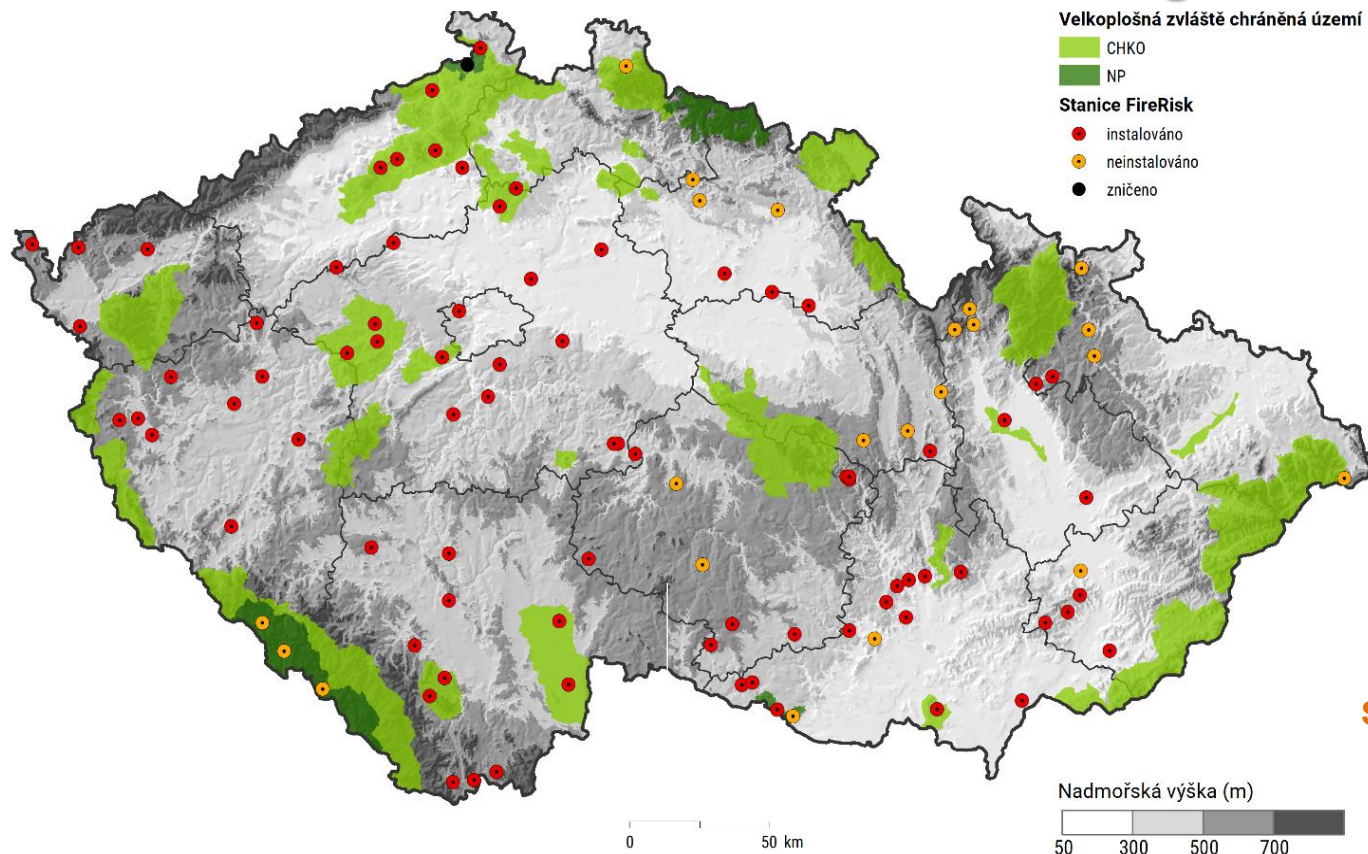 Velkoplošná zvláště chráněná území
CHKO
NP
Stanice FireRisk
instalováno
neinstalováno
zničeno
Nadmořská výška (m)
50 300 500 700
0 50 km